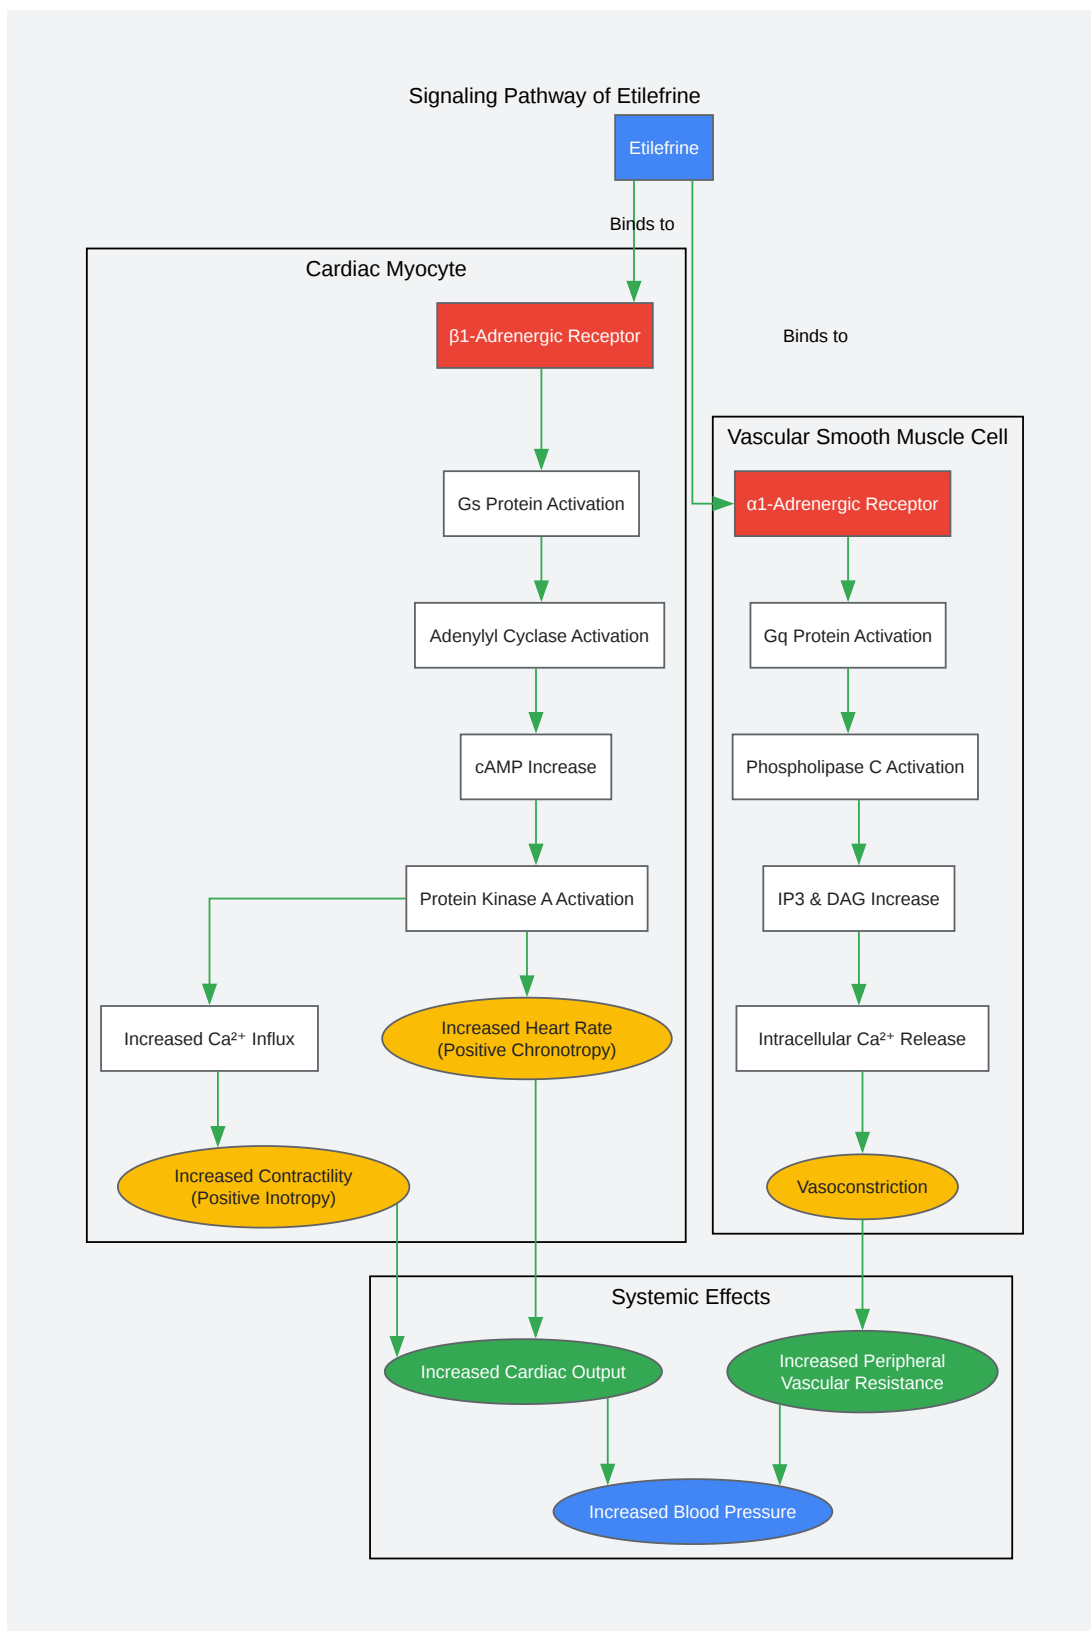 Signaling Pathway of Etilefrine
Etilefrine
Binds to
Cardiac Myocyte
β1-Adrenergic Receptor
Binds to
Vascular Smooth Muscle Cell
Gs Protein Activation
α1-Adrenergic Receptor
Adenylyl Cyclase Activation
Gq Protein Activation
cAMP Increase
Phospholipase C Activation
Protein Kinase A Activation
IP3 & DAG Increase
Increased Ca²⁺ Influx
Increased Heart Rate
(Positive Chronotropy)
Intracellular Ca²⁺ Release
Increased Contractility
(Positive Inotropy)
Vasoconstriction
Systemic Effects
Increased Cardiac Output
Increased Peripheral
Vascular Resistance
Increased Blood Pressure